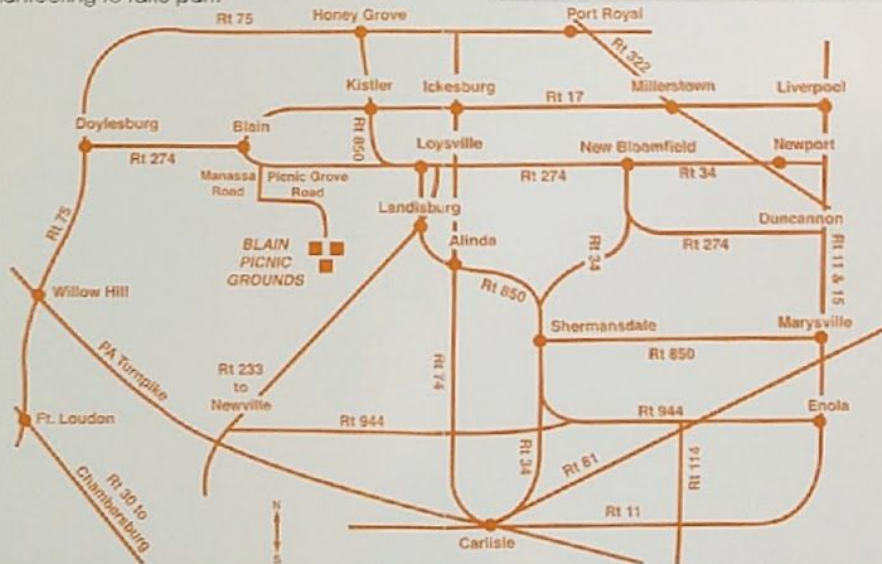 Rt 75
Honey Grove
Port Royal
Rt 322
Kistler
Ickesburg
Rt 17
Millerstown
Liverpool
Doylesburg
Blain
Rt 850
Loysville
New Bloomfield
Newport
Rt 274
Manassa
Road
Picnic Grove
Road
Rt 274
Rt 34
Landisburg
Duncannon
Rt 75
BLAIN
PICNIC
GROUNDS
Alinda
Rt 34
Rt 274
Rt 11 & 15
Willow Hill
Rt 850
Shermansdale
Marysville
PA Turnpike
Rt 233
to
Newville
Rt 74
Rt 850
Ft. Loudon
Rt 944
Rt 944
Enola
Rt 30 to
Chambersburg
Rt 34
Rt 81
Rt 114
N
S
Rt 11
Carlisle